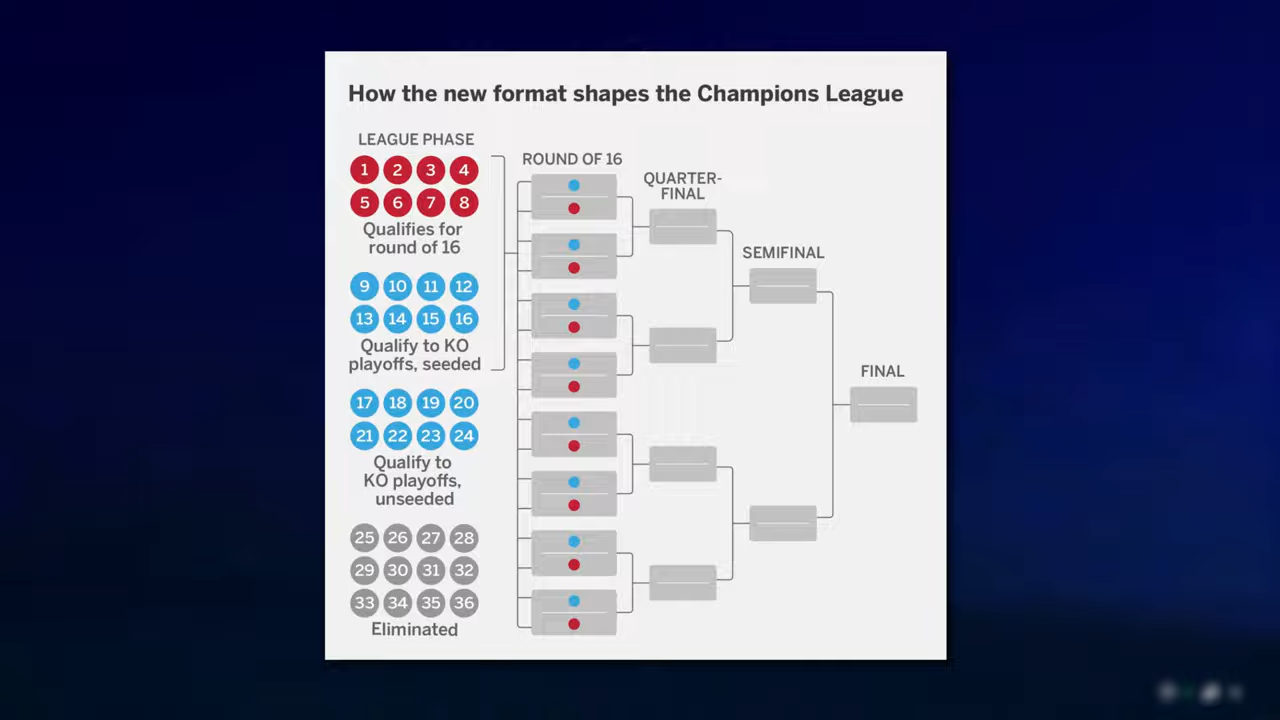 How the new format shapes the Champions League
LEAGUE PHASE
1 2 3 4
5 6 7 8
Qualifies for
round of 16
9 10 11 12
13 14 15 16
Qualify to KO
playoffs, seeded
17 18 19 20
21 22 23 24
Qualify to
KO playoffs,
unseeded
25 26 27 28
29 30 31 32
33 34 35 36
Eliminated
ROUND OF 16
QUARTER-
FINAL
SEMIFINAL
FINAL